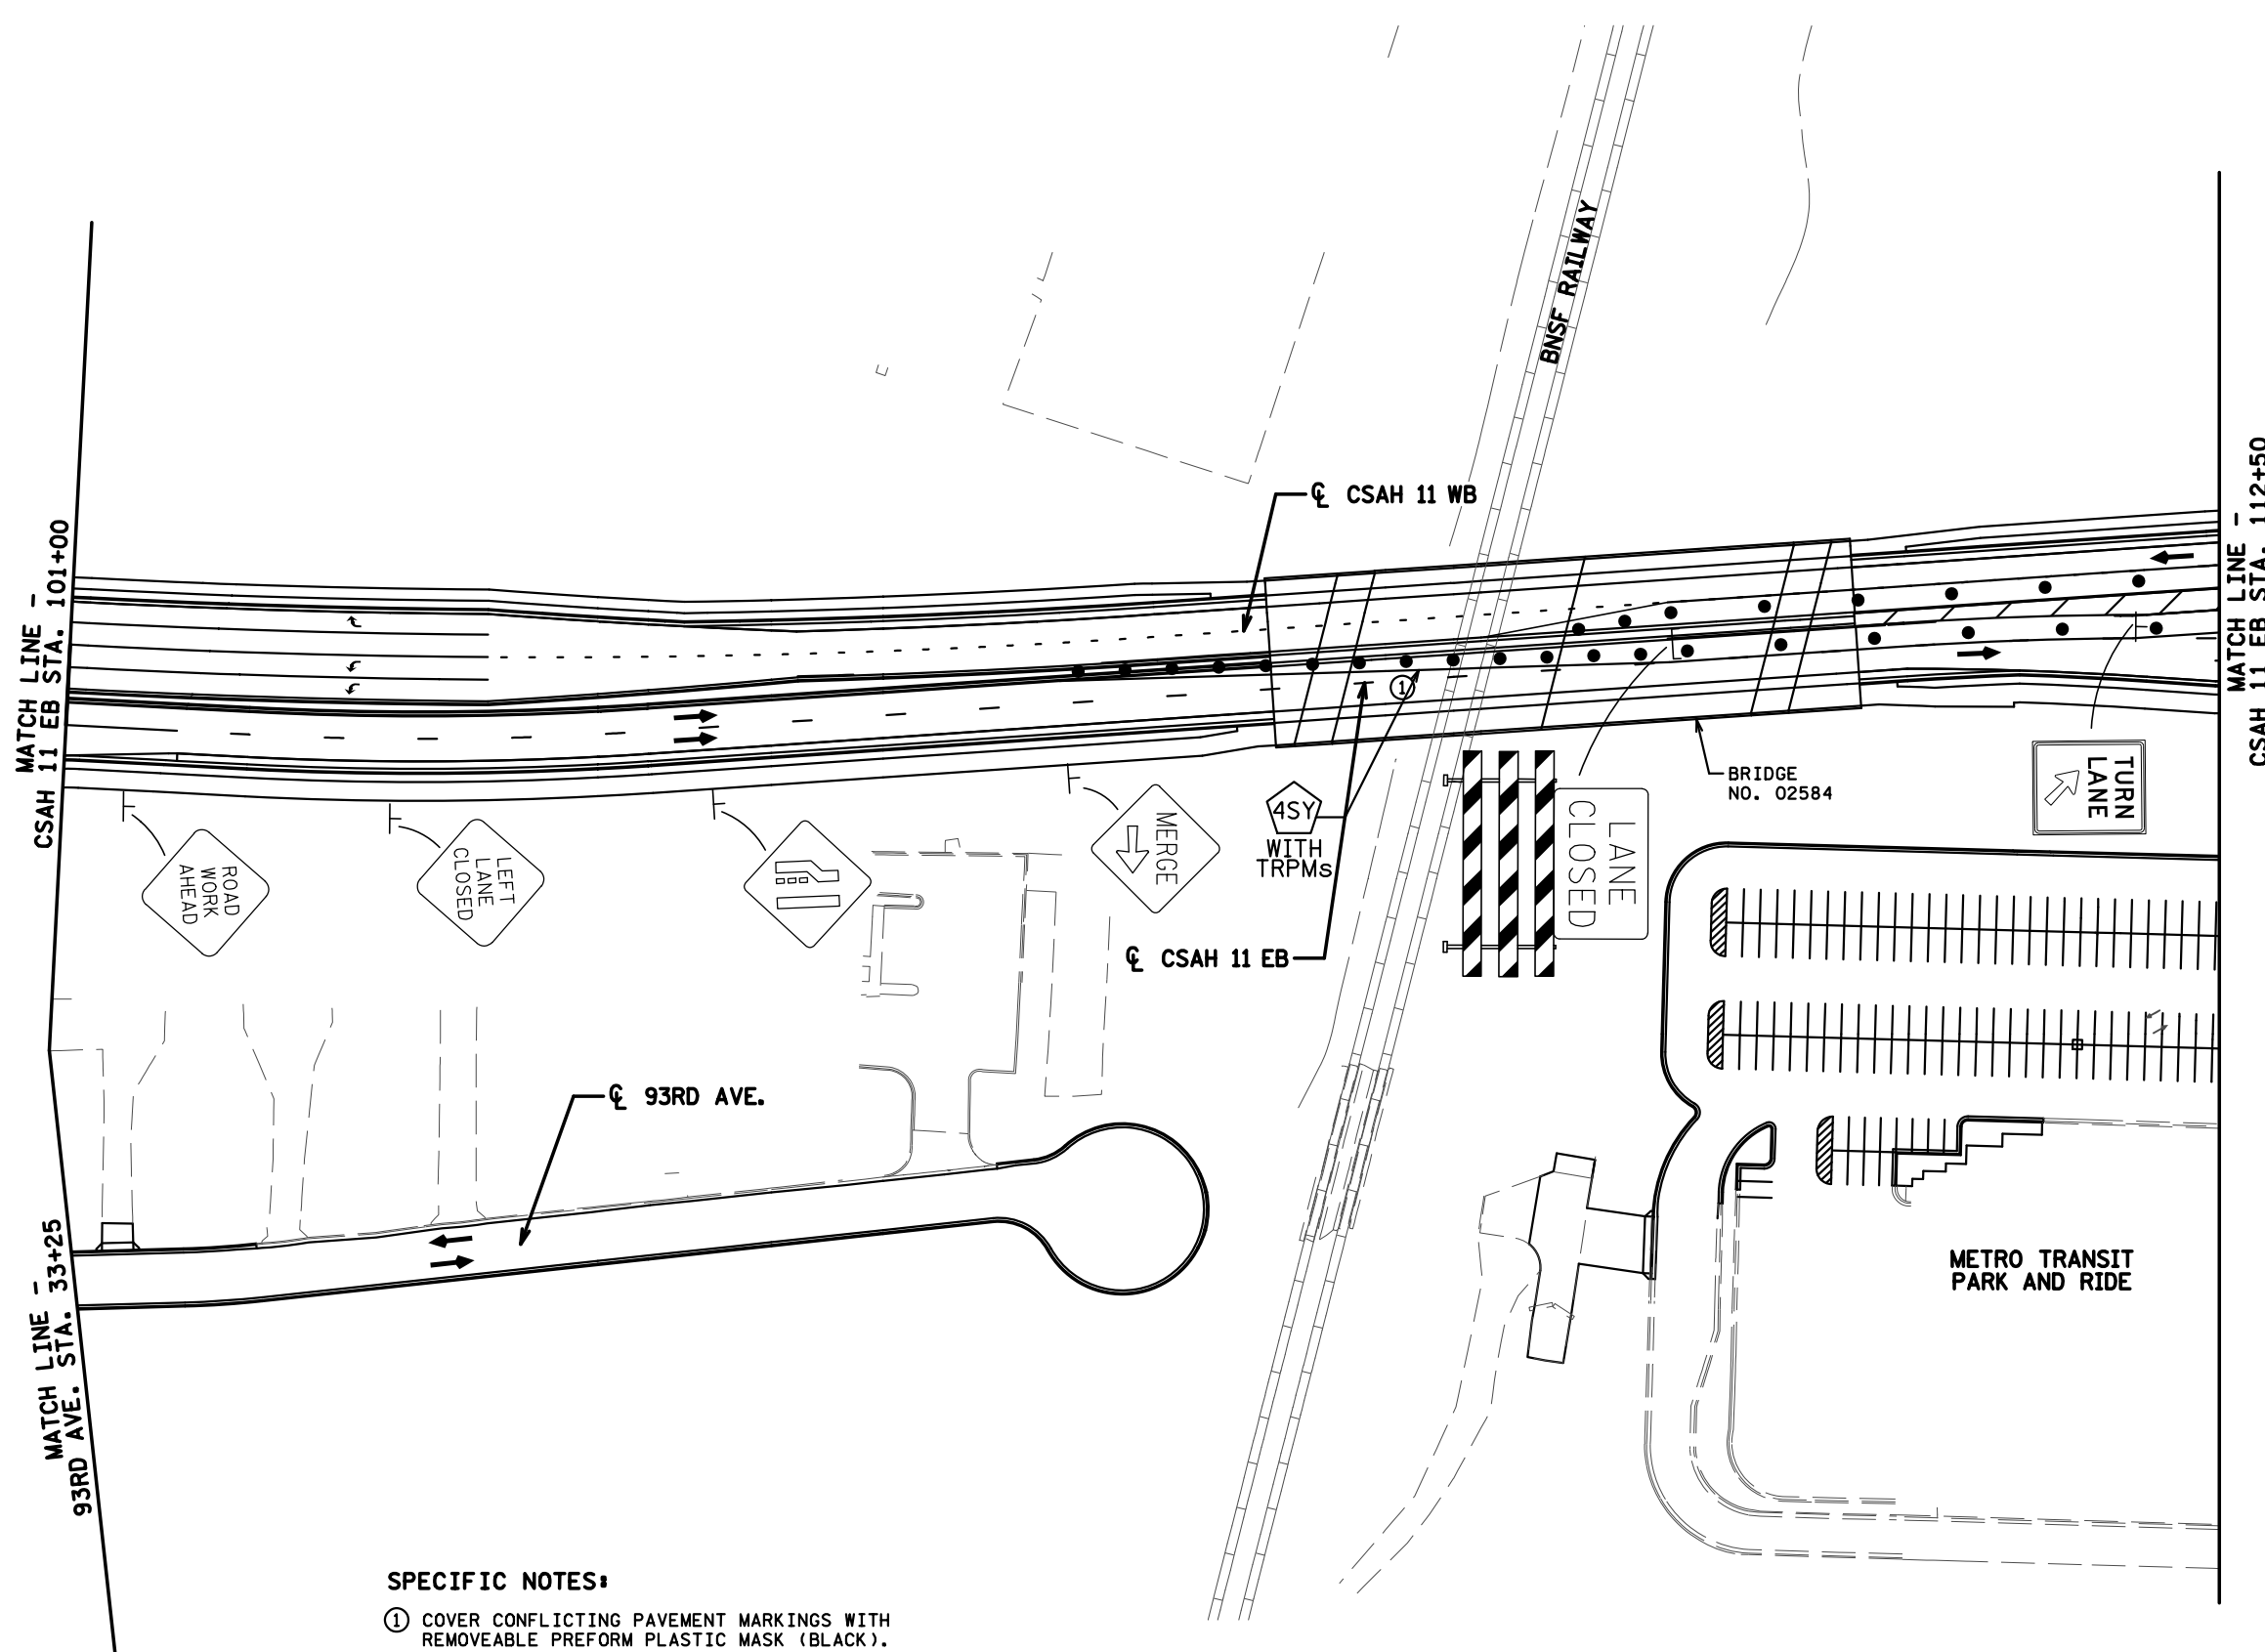 BNSF RAILWAY
MATCH LINE -
CSAH 11 EB STA. 101+00
MATCH LINE -
CSAH 11 EB STA. 112+50
℄ CSAH 11 WB
1
BRIDGE
NO. 02584
TURN
LANE
ROAD
WORK
AHEAD
LEFT
LANE
CLOSED
MERGE
4SY
WITH
TRPMs
LANE
CLOSED
℄ CSAH 11 EB
℄ 93RD AVE.
MATCH LINE -
93RD AVE. STA. 33+25
METRO TRANSIT
PARK AND RIDE
SPECIFIC NOTES:
1 COVER CONFLICTING PAVEMENT MARKINGS WITH
REMOVEABLE PREFORM PLASTIC MASK (BLACK).